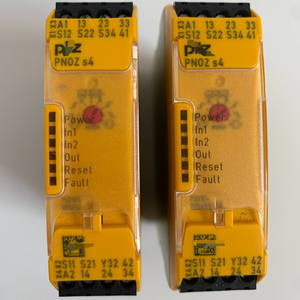 A1 13 23 33
S12 S22 S34 41
pilz
PNOZ s4
Power
In1
In2
Out
Reset
Fault
S11 S21 Y32 42
A2 14 24 34
A1 13 23 33
S12 S22 S34 41
pilz
PNOZ s4
Power
In1
In2
Out
Reset
Fault
S11 S21 Y32 42
A2 14 24 34